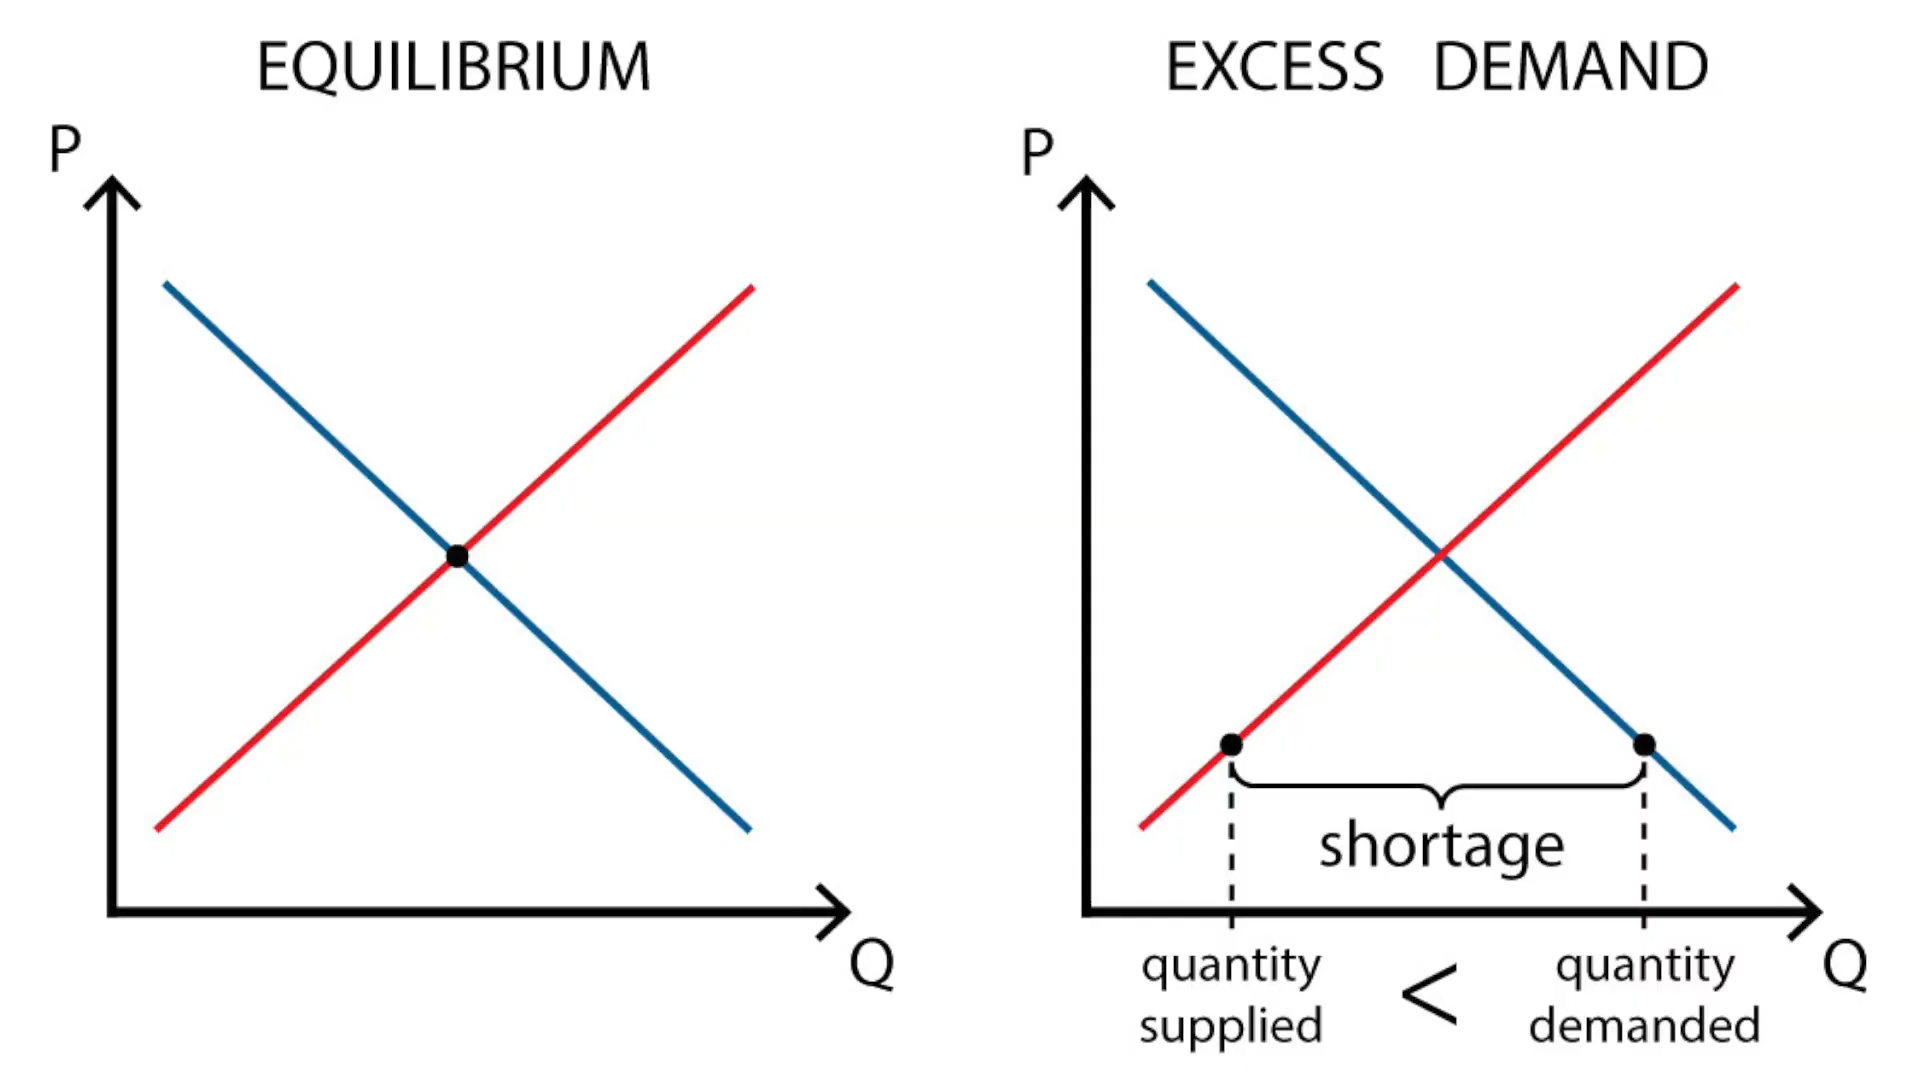 EQUILIBRIUM
P
Q
EXCESS DEMAND
P
shortage
Q
quantity supplied
<
quantity demanded